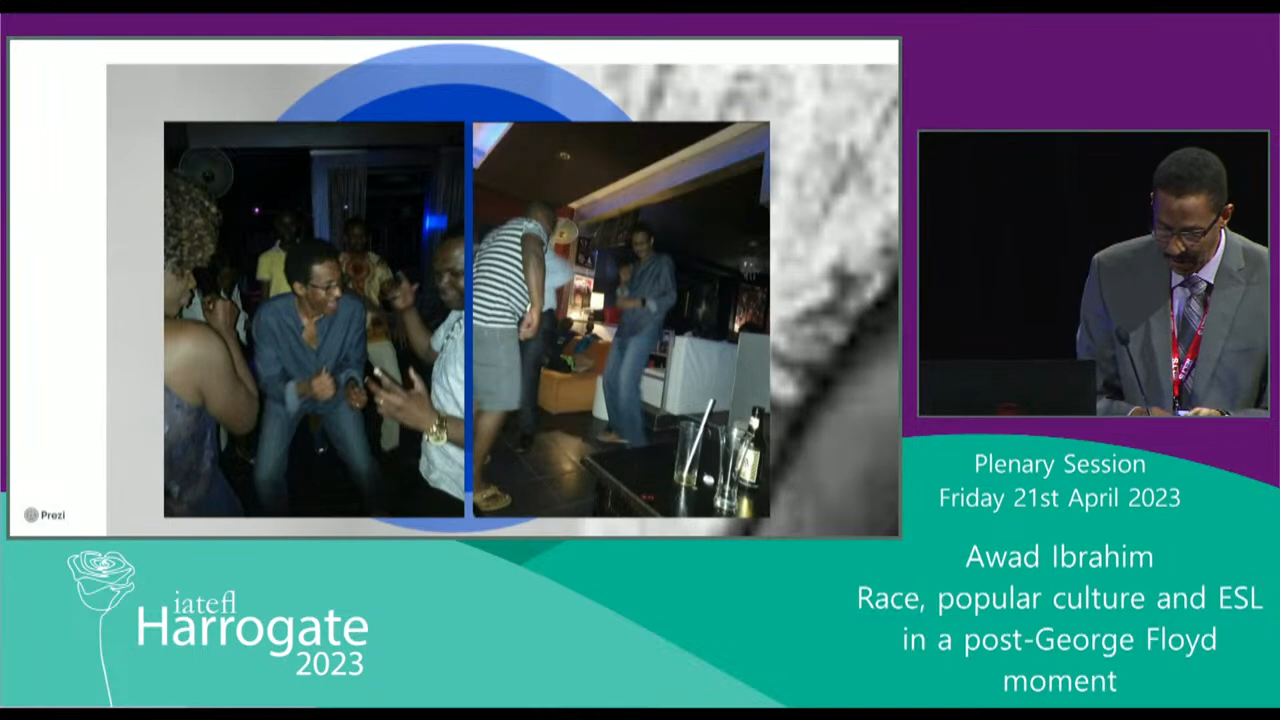 Prezi
Plenary Session
Friday 21st April 2023
Awad Ibrahim
Race, popular culture and ESL
in a post-George Floyd
moment
iatefl
Harrogate
2023